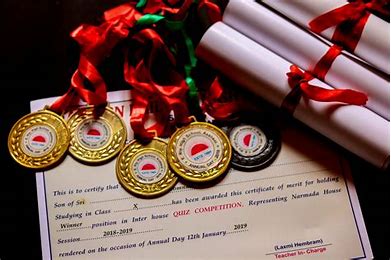 This is to certify that
Son of Sri
has been awarded this certificate of merit for holding
Studying in Class X
Winner position in Inter house QUIZ COMPETITION. Representing Narmada House
Session 2018-2019
rendered on the occasion of Annual Day 12th January 2019
(Laxmi Hembram)
Teacher In- Charge